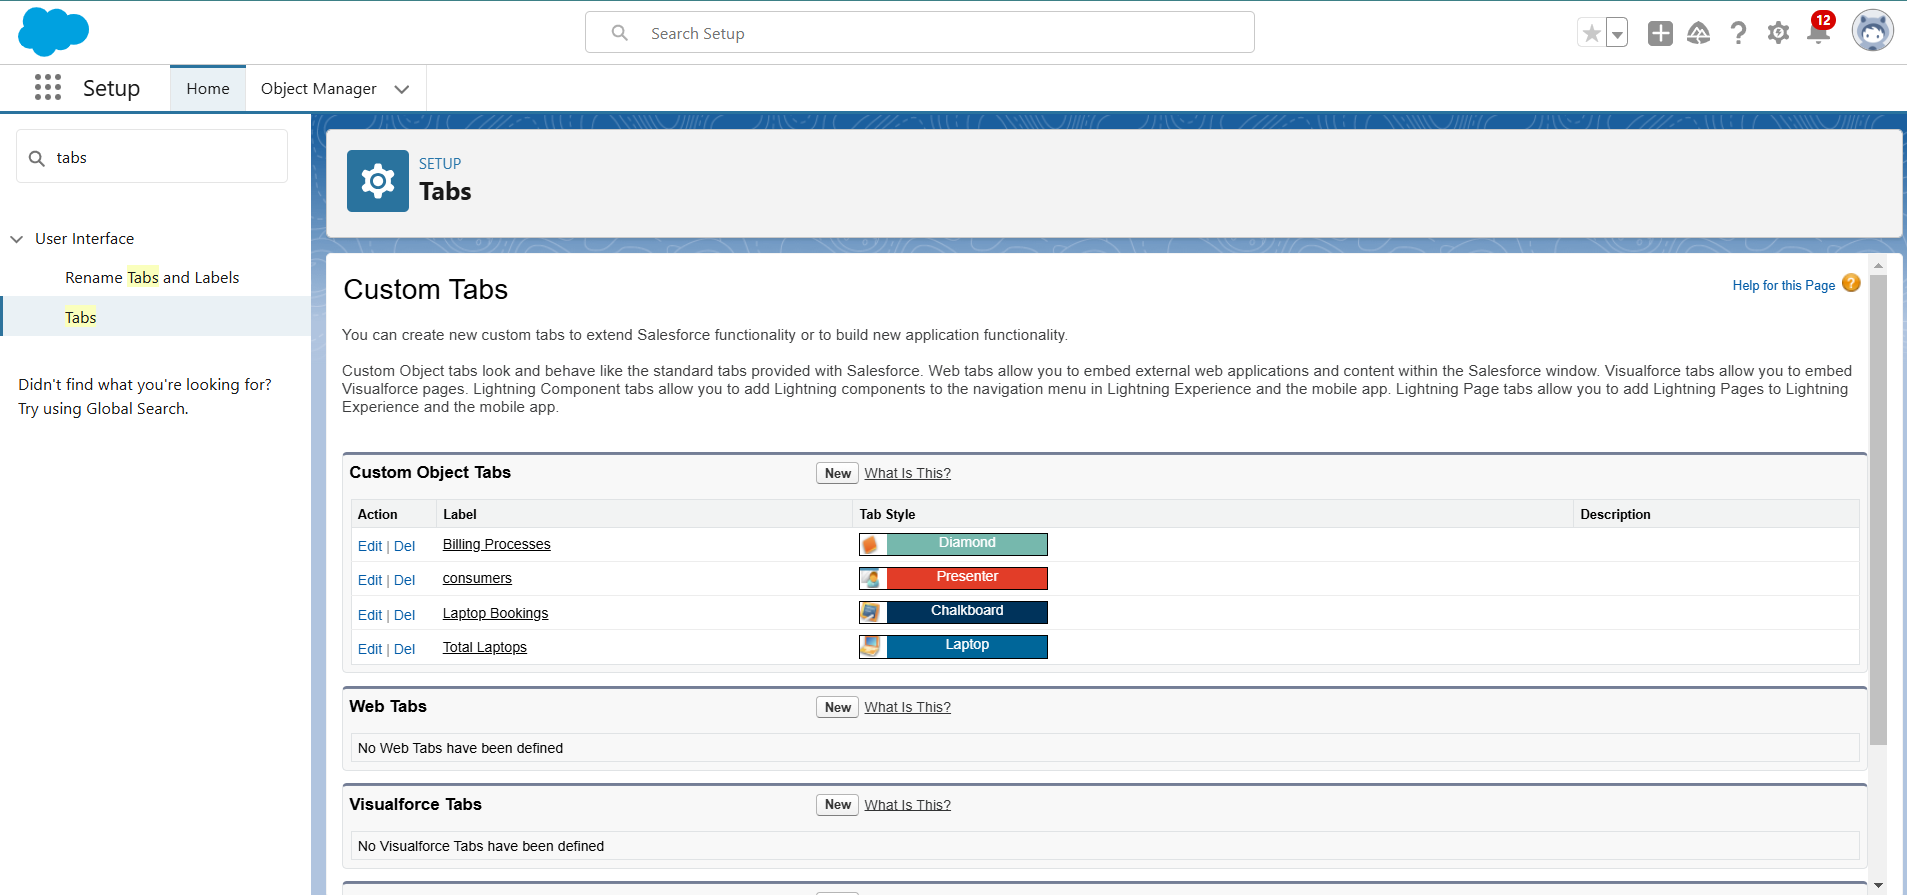 Search Setup
12
Setup
Home
Object Manager
tabs
User Interface
Rename Tabs and Labels
Tabs
Didn't find what you're looking for?
Try using Global Search.
SETUP
Tabs
Custom Tabs
Help for this Page ?
You can create new custom tabs to extend Salesforce functionality or to build new application functionality.
Custom Object tabs look and behave like the standard tabs provided with Salesforce. Web tabs allow you to embed external web applications and content within the Salesforce window. Visualforce tabs allow you to embed
Visualforce pages. Lightning Component tabs allow you to add Lightning components to the navigation menu in Lightning Experience and the mobile app. Lightning Page tabs allow you to add Lightning Pages to Lightning
Experience and the mobile app.
Custom Object Tabs New What Is This?
Action Label Tab Style Description
Edit | Del Billing Processes Diamond
Edit | Del consumers Presenter
Edit | Del Laptop Bookings Chalkboard
Edit | Del Total Laptops Laptop
Web Tabs New What Is This?
No Web Tabs have been defined
Visualforce Tabs New What Is This?
No Visualforce Tabs have been defined